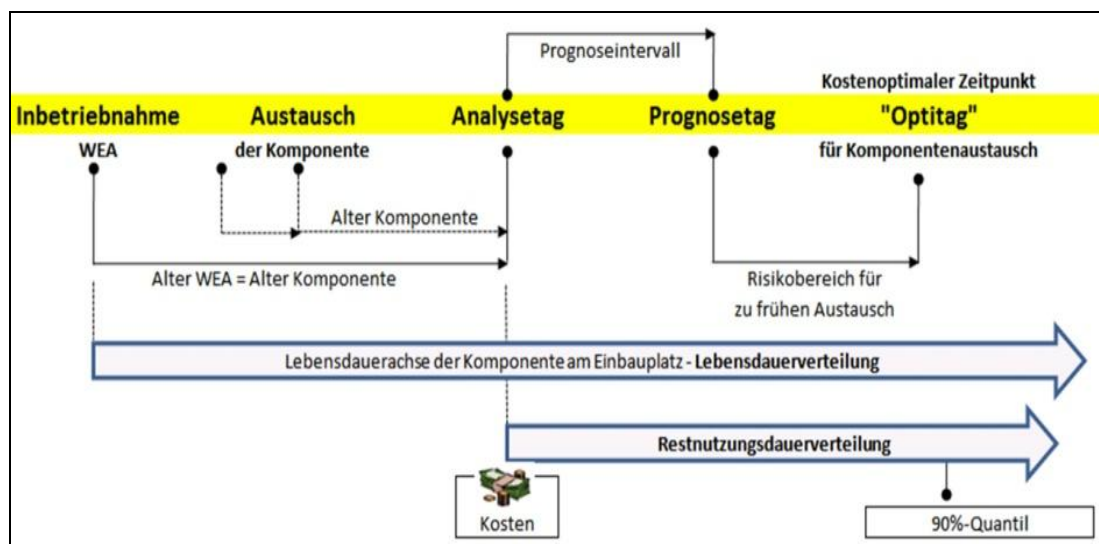 Prognoseintervall
Kostenoptimaler Zeitpunkt
Inbetriebnahme Austausch Analysetag Prognosetag "Optitag"
WEA der Komponente für Komponentenaustausch
Alter Komponente
Alter WEA = Alter Komponente
Risikobereich für
zu frühen Austausch
Lebensdauerachse der Komponente am Einbauplatz - Lebensdauerverteilung
Restnutzungsdauerverteilung
Kosten
90%-Quantil